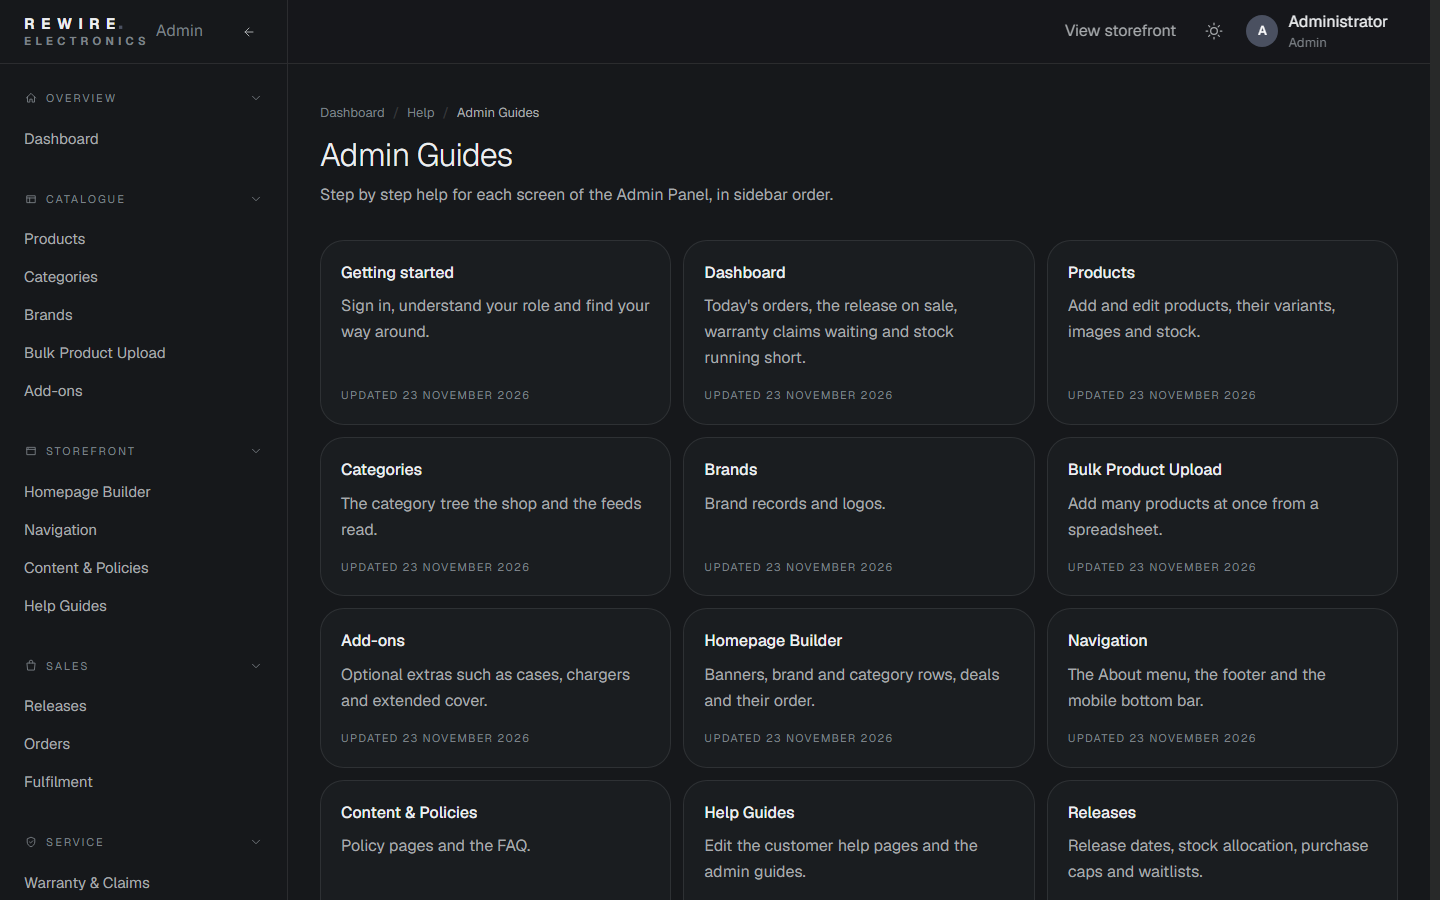 REWIRE.
ELECTRONICS
Admin
View storefront
A
Administrator
Admin
OVERVIEW
Dashboard
CATALOGUE
Products
Categories
Brands
Bulk Product Upload
Add-ons
STOREFRONT
Homepage Builder
Navigation
Content & Policies
Help Guides
SALES
Releases
Orders
Fulfilment
SERVICE
Warranty & Claims
Dashboard / Help / Admin Guides
Admin Guides
Step by step help for each screen of the Admin Panel, in sidebar order.
Getting started
Sign in, understand your role and find your
way around.
UPDATED 23 NOVEMBER 2026
Dashboard
Today's orders, the release on sale,
warranty claims waiting and stock
running short.
UPDATED 23 NOVEMBER 2026
Products
Add and edit products, their variants,
images and stock.
UPDATED 23 NOVEMBER 2026
Categories
The category tree the shop and the feeds
read.
UPDATED 23 NOVEMBER 2026
Brands
Brand records and logos.
UPDATED 23 NOVEMBER 2026
Bulk Product Upload
Add many products at once from a
spreadsheet.
UPDATED 23 NOVEMBER 2026
Add-ons
Optional extras such as cases, chargers
and extended cover.
UPDATED 23 NOVEMBER 2026
Homepage Builder
Banners, brand and category rows, deals
and their order.
UPDATED 23 NOVEMBER 2026
Navigation
The About menu, the footer and the
mobile bottom bar.
UPDATED 23 NOVEMBER 2026
Content & Policies
Policy pages and the FAQ.
Help Guides
Edit the customer help pages and the
admin guides.
Releases
Release dates, stock allocation, purchase
caps and waitlists.